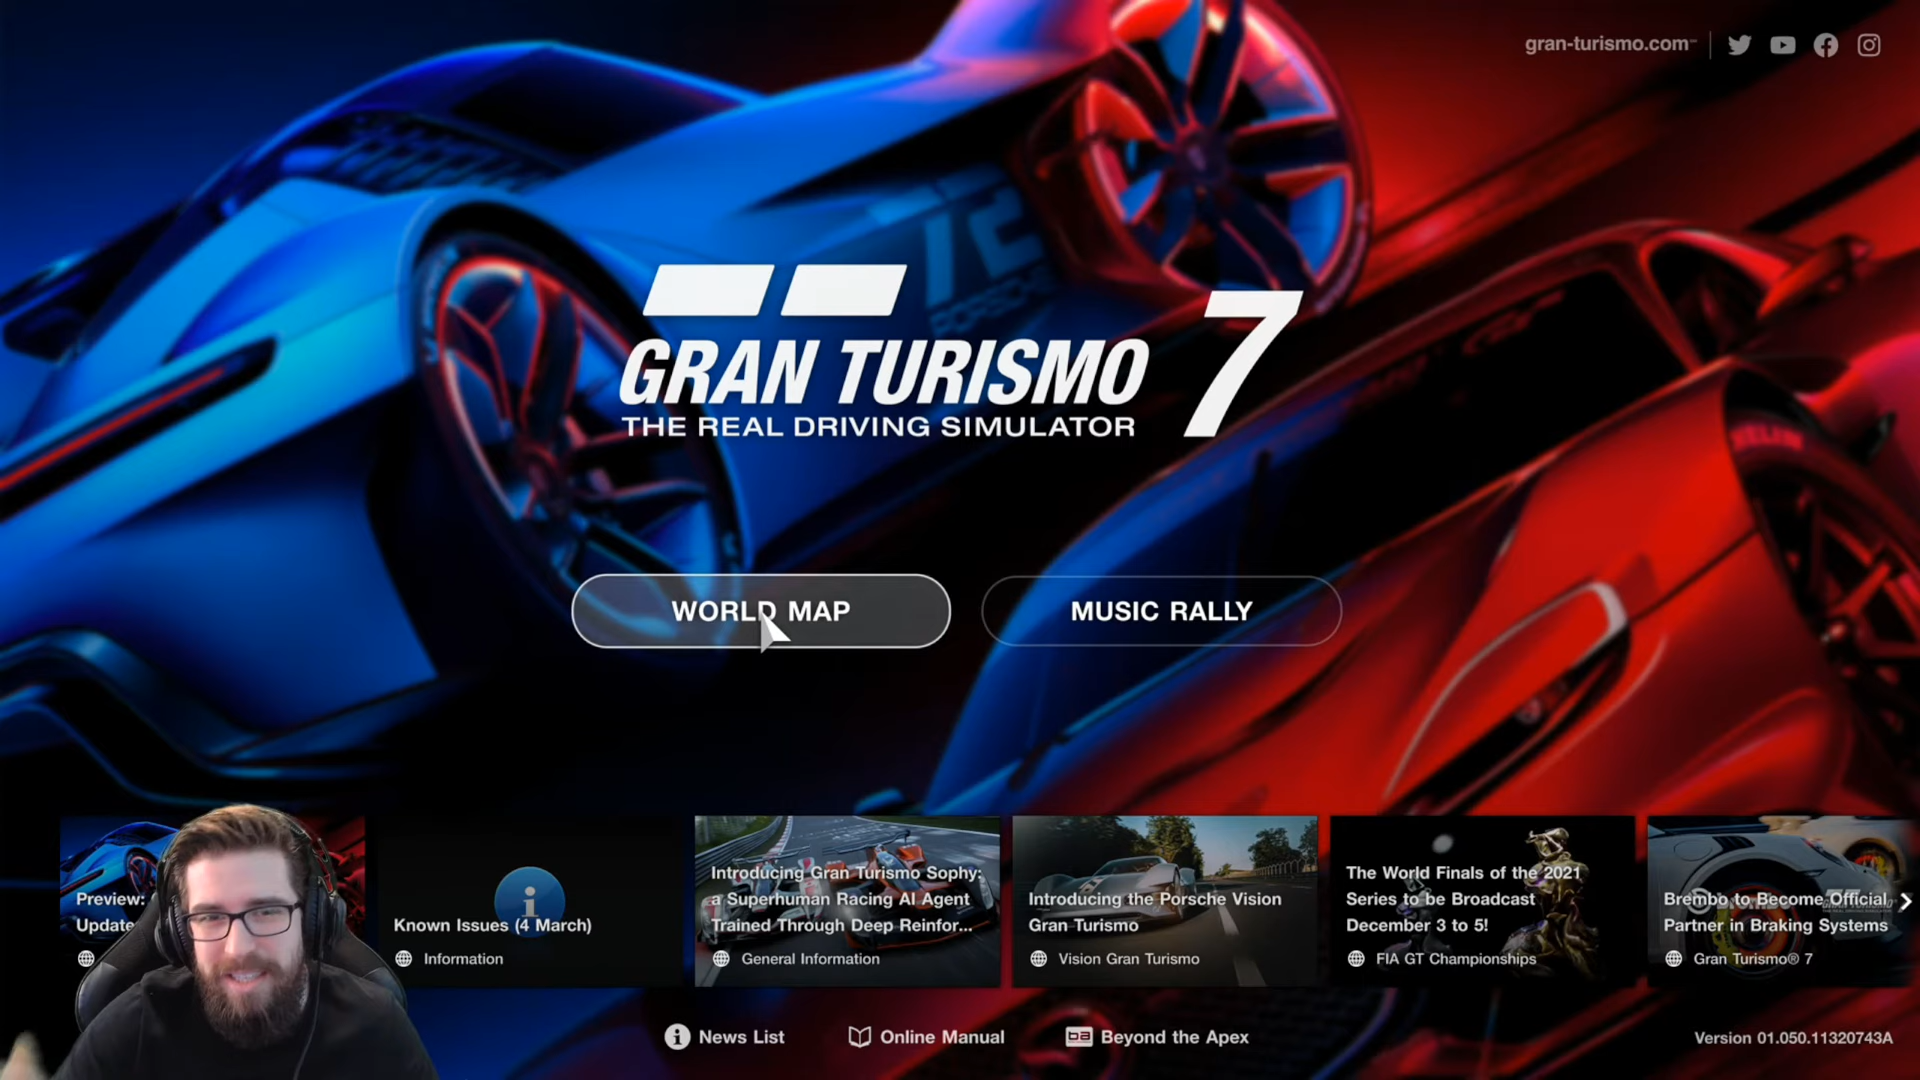 gran-turismo.com
72
PORSCHE
GRAN TURISMO 7
THE REAL DRIVING SIMULATOR
WORLD MAP
MUSIC RALLY
Preview:
Update
Known Issues (4 March)
Information
Introducing Gran Turismo Sophy:
a Superhuman Racing AI Agent
Trained Through Deep Reinfor...
General Information
Introducing the Porsche Vision
Gran Turismo
Vision Gran Turismo
The World Finals of the 2021
Series to be Broadcast
December 3 to 5!
FIA GT Championships
Brembo to Become Official
Partner in Braking Systems
Gran Turismo® 7
News List
Online Manual
Beyond the Apex
Version 01.050.11320743A